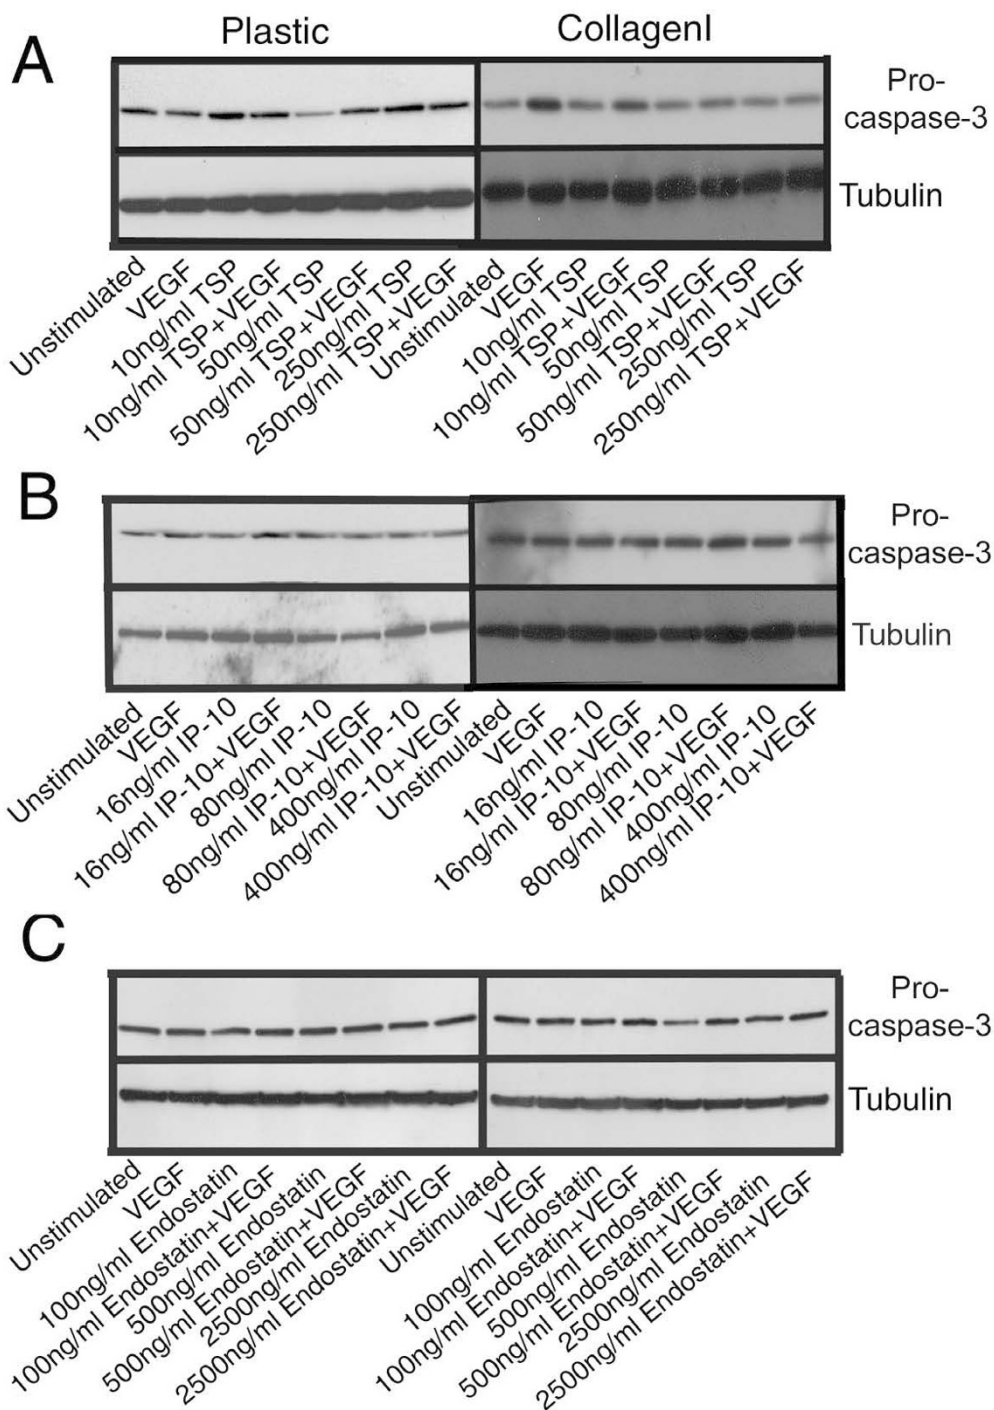 Plastic
CollagenI
A
Pro-
caspase-3
Tubulin
Unstimulated
VEGF
10ng/ml TSP
10ng/ml TSP+VEGF
50ng/ml TSP
50ng/ml TSP+VEGF
250ng/ml TSP
250ng/ml TSP+VEGF
Unstimulated
VEGF
10ng/ml TSP
10ng/ml TSP+VEGF
50ng/ml TSP
50ng/ml TSP+VEGF
250ng/ml TSP
250ng/ml TSP+VEGF
B
Pro-
caspase-3
Tubulin
Unstimulated
VEGF
16ng/ml IP-10
16ng/ml IP-10+VEGF
80ng/ml IP-10
80ng/ml IP-10+VEGF
400ng/ml IP-10
400ng/ml IP-10+VEGF
Unstimulated
VEGF
16ng/ml IP-10
16ng/ml IP-10+VEGF
80ng/ml IP-10
80ng/ml IP-10+VEGF
400ng/ml IP-10
400ng/ml IP-10+VEGF
C
Pro-
caspase-3
Tubulin
Unstimulated
VEGF
100ng/ml Endostatin
100ng/ml Endostatin+VEGF
500ng/ml Endostatin
500ng/ml Endostatin+VEGF
2500ng/ml Endostatin
2500ng/ml Endostatin+VEGF
Unstimulated
VEGF
100ng/ml Endostatin
100ng/ml Endostatin+VEGF
500ng/ml Endostatin
500ng/ml Endostatin+VEGF
2500ng/ml Endostatin
2500ng/ml Endostatin+VEGF